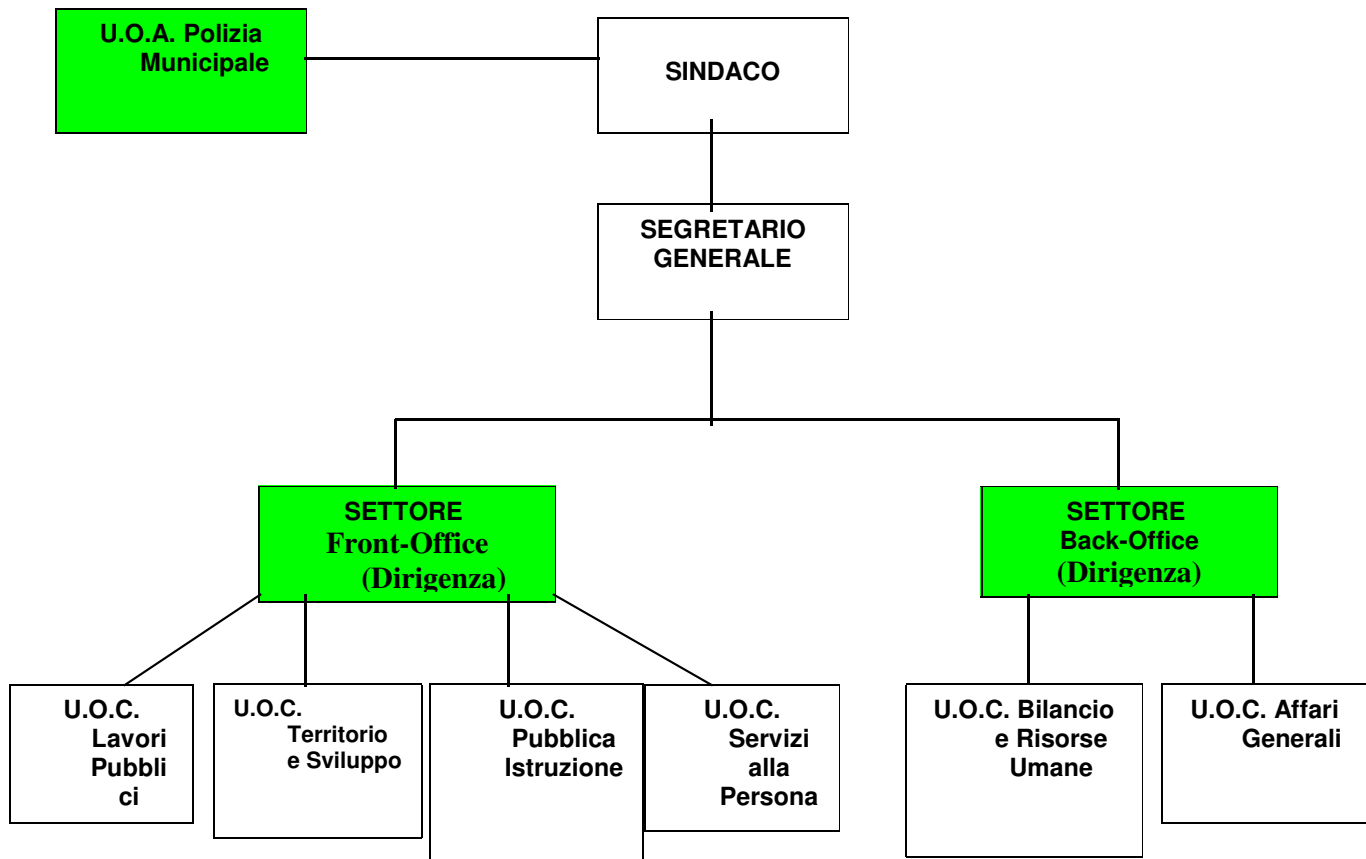 U.O.A. Polizia
Municipale
SINDACO
SEGRETARIO
GENERALE
SETTORE
Front-Office
(Dirigenza)
SETTORE
Back-Office
(Dirigenza)
U.O.C.
Lavori
Pubbli
ci
U.O.C.
Territorio
e Sviluppo
U.O.C.
Pubblica
Istruzione
U.O.C.
Servizi
alla
Persona
U.O.C. Bilancio
e Risorse
Umane
U.O.C. Affari
Generali